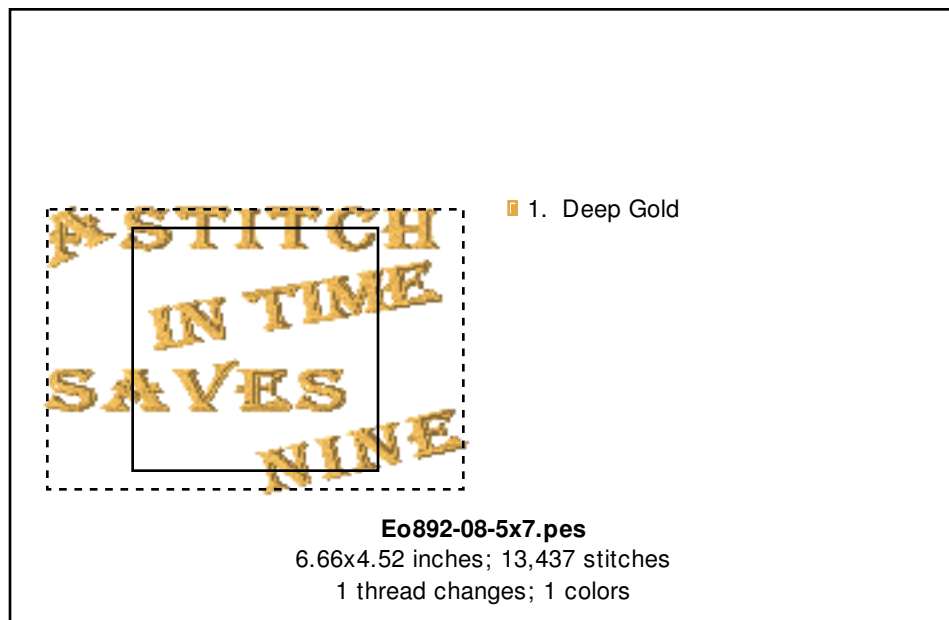 A STITCH
IN TIME
SAVES
NINE
1. Deep Gold
Eo892-08-5x7.pes
6.66x4.52 inches; 13,437 stitches
1 thread changes; 1 colors